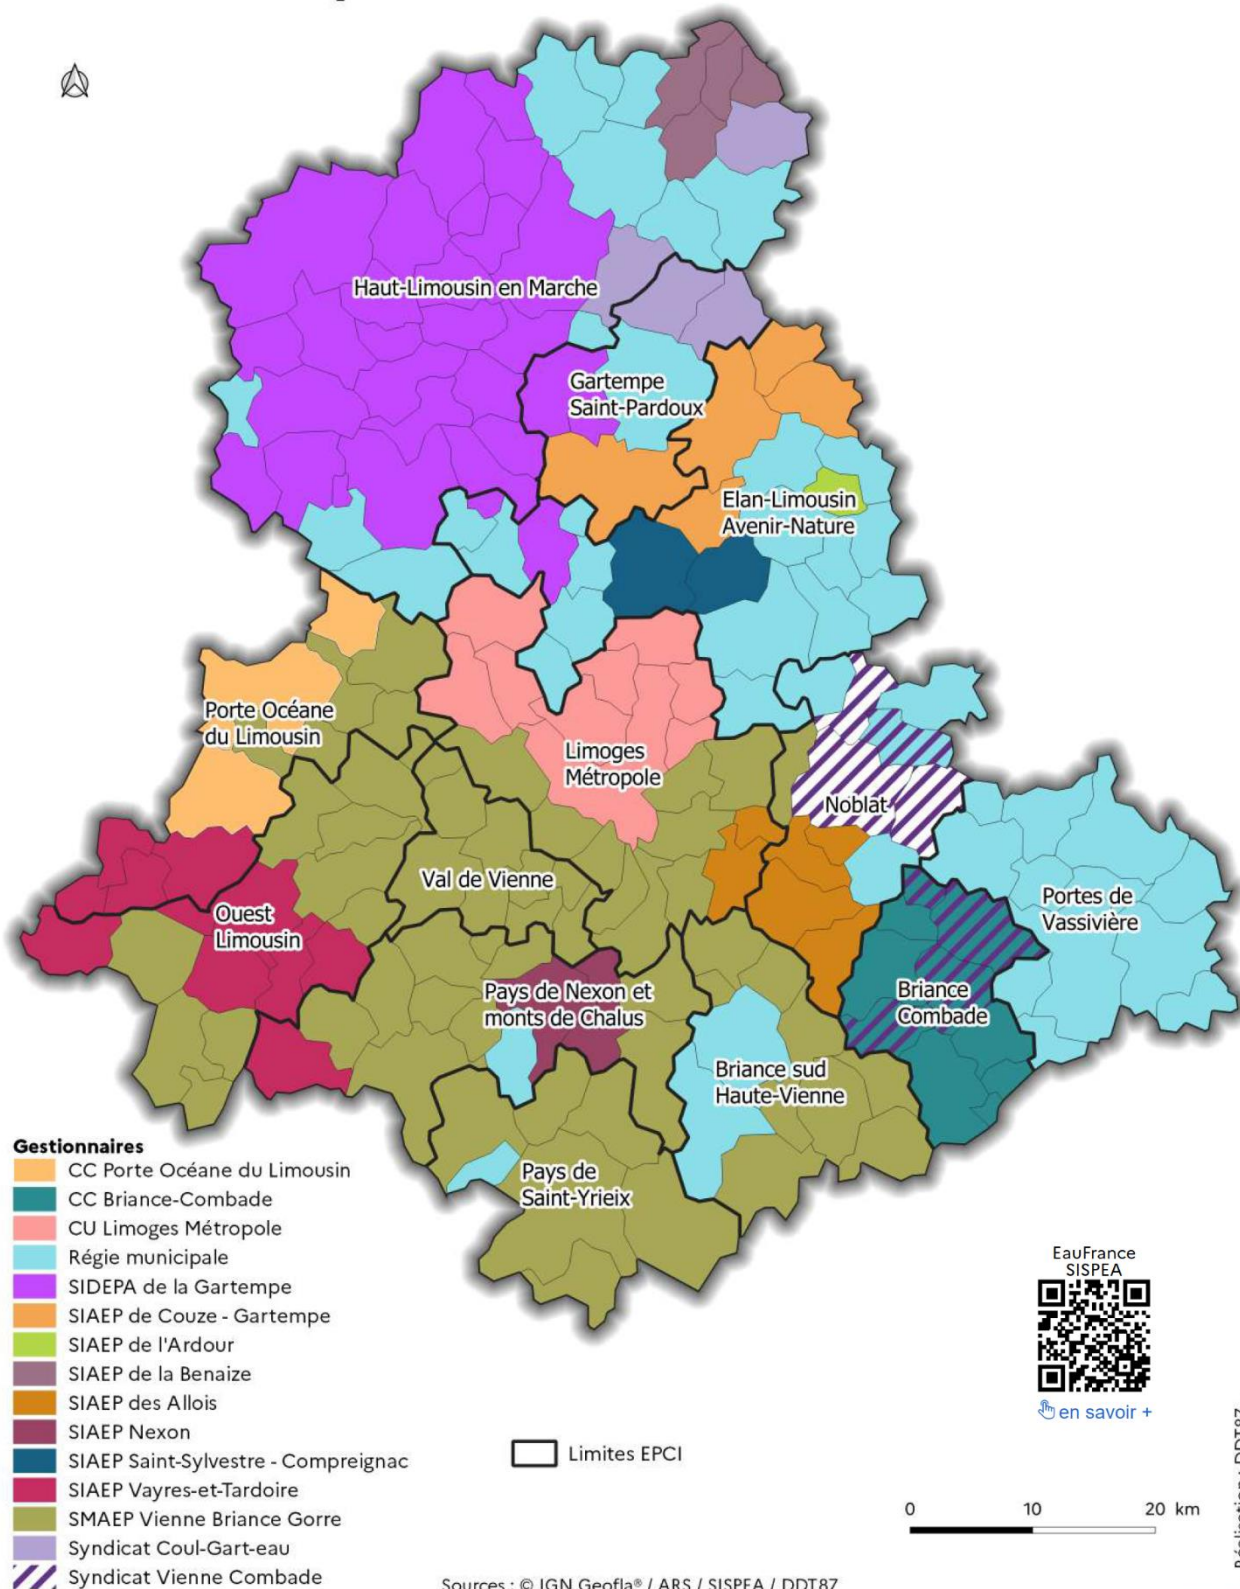 Haut-Limousin en Marche
Gartempe
Saint-Pardoux
Elan-Limousin
Avenir-Nature
Porte Océane
du Limousin
Limoges
Métropole
Noblat
Val de Vienne
Portes de
Vassivière
Ouest
Limousin
Pays de Nexon et
monts de Chalus
Briance
Combade
Briance sud
Haute-Vienne
Pays de
Saint-Yrieix
Gestionnaires
CC Porte Océane du Limousin
CC Briance-Combade
CU Limoges Métropole
Régie municipale
SIDEPA de la Gartempe
SIAEP de Couze - Gartempe
SIAEP de l'Ardour
SIAEP de la Benaize
SIAEP des Allois
SIAEP Nexon
SIAEP Saint-Sylvestre - Compreignac
SIAEP Vayres-et-Tardoire
SMAEP Vienne Briance Gorre
Syndicat Coul-Gart-eau
Syndicat Vienne Combade
Limites EPCI
EauFrance
SISPEA
en savoir +
0 10 20 km
Réalisation : DDT87
Sources : © IGN Geofla® / ARS / SISPEA / DDT87